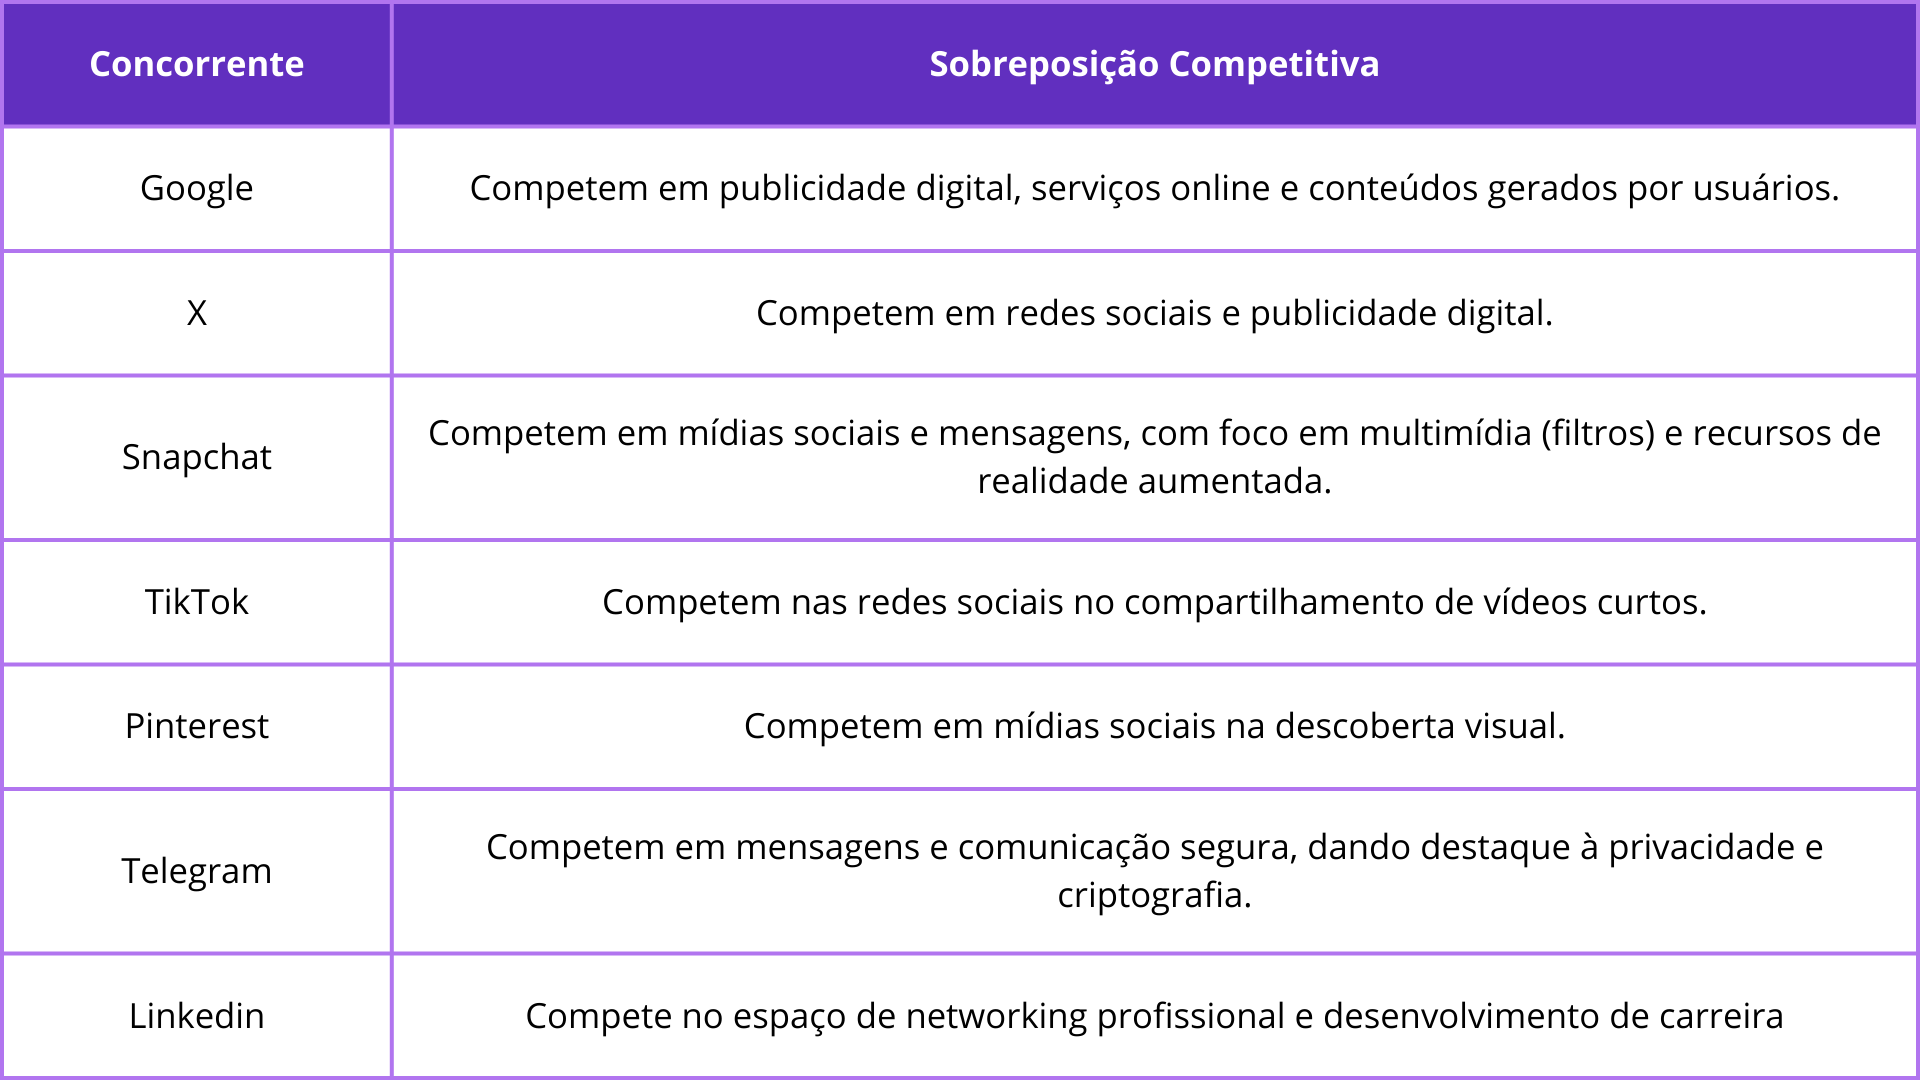 Concorrente
Sobreposição Competitiva
Google
Competem em publicidade digital, serviços online e conteúdos gerados por usuários.
X
Competem em redes sociais e publicidade digital.
Snapchat
Competem em mídias sociais e mensagens, com foco em multimídia (filtros) e recursos de
realidade aumentada.
TikTok
Competem nas redes sociais no compartilhamento de vídeos curtos.
Pinterest
Competem em mídias sociais na descoberta visual.
Telegram
Competem em mensagens e comunicação segura, dando destaque à privacidade e
criptografia.
Linkedin
Compete no espaço de networking profissional e desenvolvimento de carreira